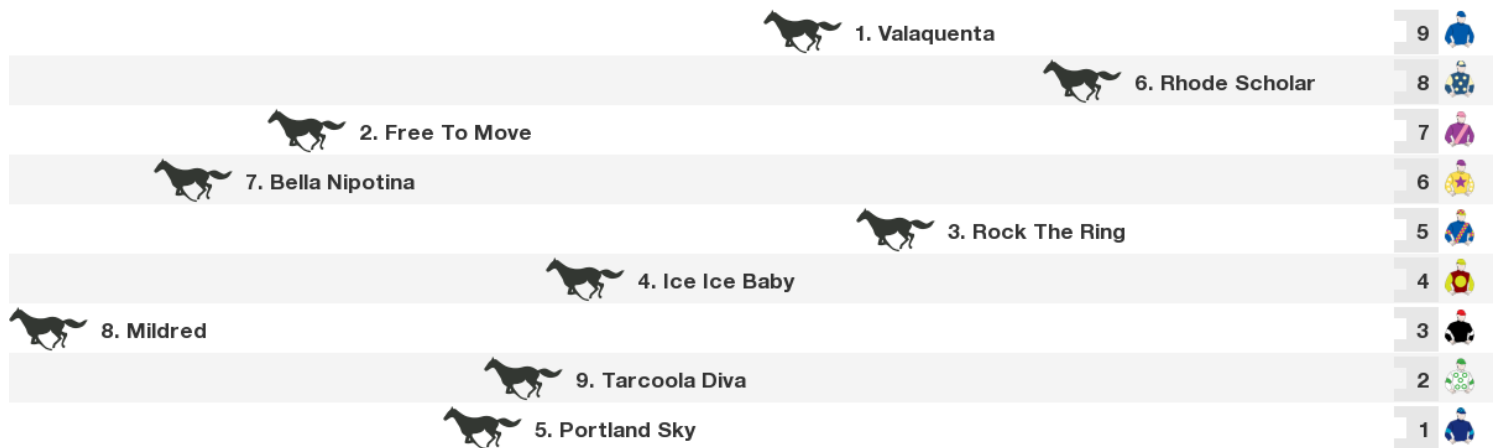 1. Valaquenta 9
6. Rhode Scholar 8
2. Free To Move 7
7. Bella Nipotina 6
3. Rock The Ring 5
4. Ice Ice Baby 4
8. Mildred 3
9. Tarcoola Diva 2
5. Portland Sky 1